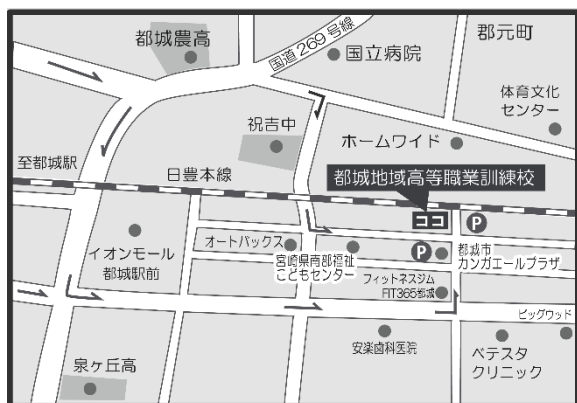 都城農高
国道269号線
国立病院
郡元町
体育文化
センター
祝吉中
ホームワイド
至都城駅
日豊本線
都城地域高等職業訓練校
ココ
P
イオンモール
都城駅前
オートバックス
宮崎県南部福祉
こどもセンター
P
都城市
カンガエールプラザ
フィットネスジム
FIT365都城
ビッグウッド
安楽歯科医院
ベテスタ
クリニック
泉ヶ丘高